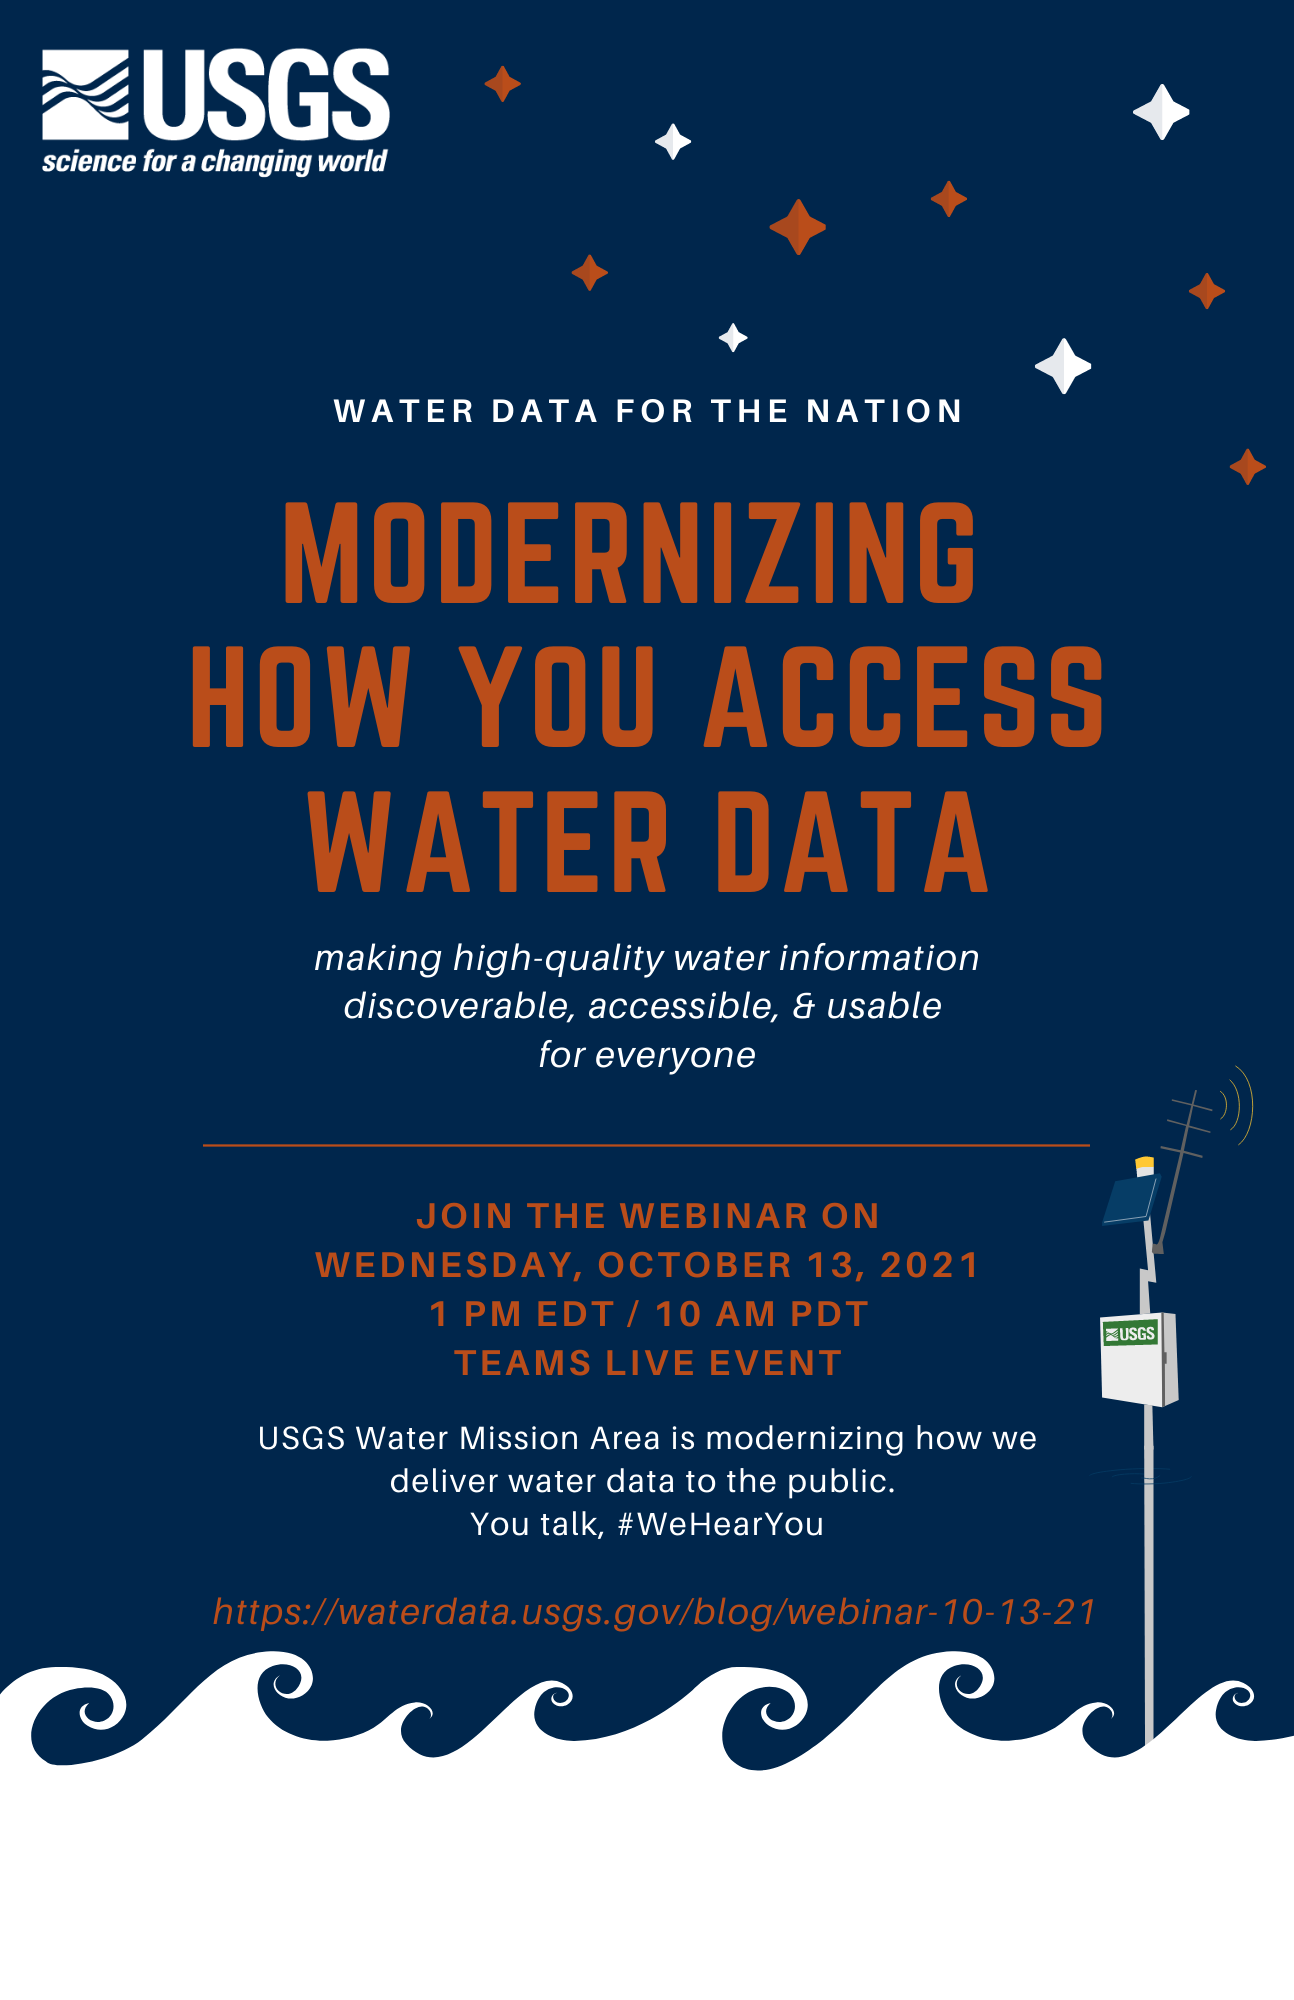 USGS
science for a changing world
WATER DATA FOR THE NATION
MODERNIZING
HOW YOU ACCESS
WATER DATA
making high-quality water information
discoverable, accessible, & usable
for everyone
JOIN THE WEBINAR ON
WEDNESDAY, OCTOBER 13, 2021
1 PM EDT / 10 AM PDT
TEAMS LIVE EVENT
USGS
USGS Water Mission Area is modernizing how we
deliver water data to the public.
You talk, #WeHearYou
https://waterdata.usgs.gov/blog/webinar-10-13-21